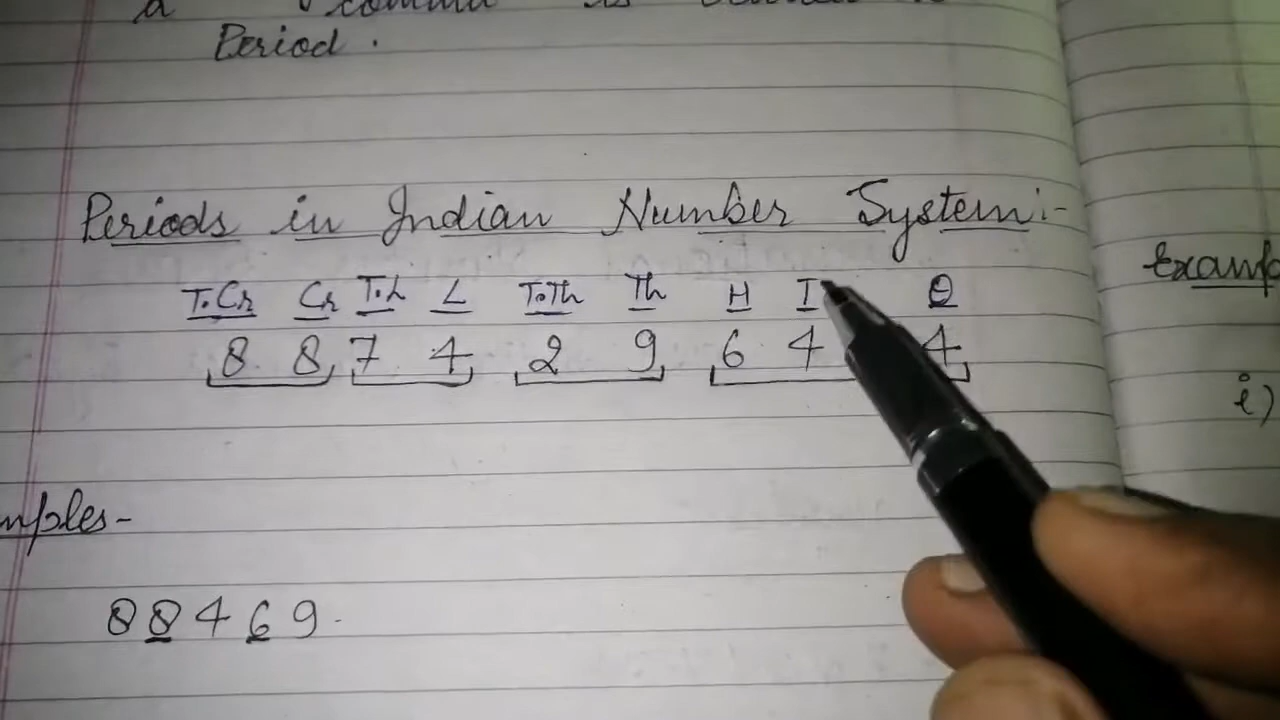 a
Period .
Periods in Indian Number System :-
T.Cr Cr T.L L T.Th Th H T O
8 8 7 4 2 9 6 4 4
i)
88469.